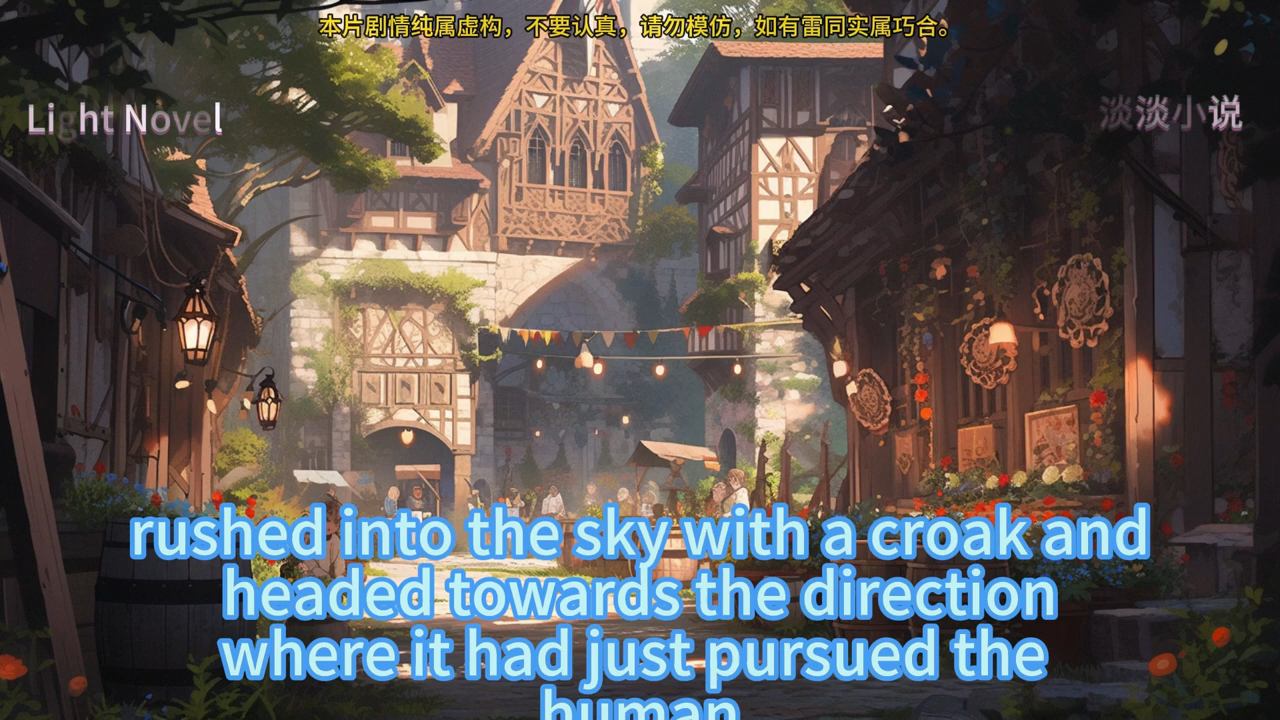 本片剧情纯属虚构，不要认真，请勿模仿，如有雷同实属巧合。
Light Novel
淡淡小说
rushed into the sky with a croak and
headed towards the direction
where it had just pursued the
human